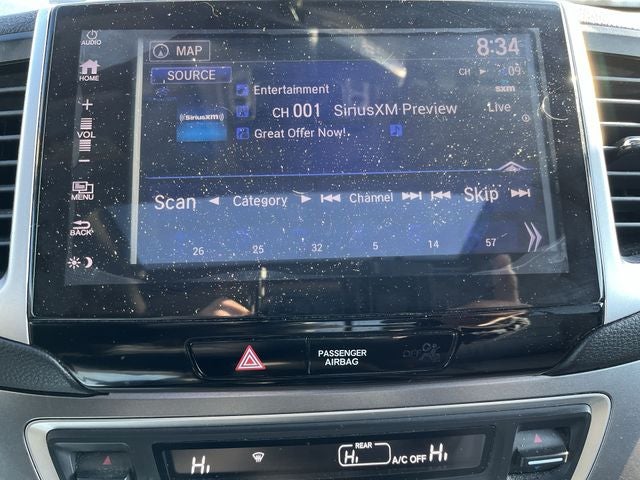 AUDIO
MAP
8:34
HOME
SOURCE
CH 09
Entertainment
sxm
+
VOL
-
((SiriusXM))
CH 001 SiriusXM Preview
Live
Great Offer Now!.
MENU
Scan Category Channel Skip
BACK
26 25 32 5 14 57
PASSENGER
AIRBAG
OFF
REAR
Hi Hi A/C OFF Hi